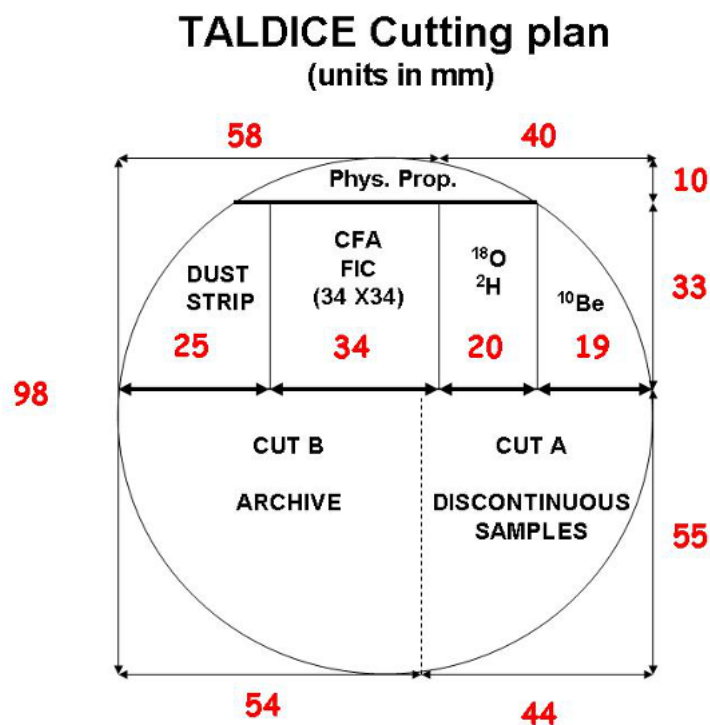 TALDICE Cutting plan
(units in mm)
58
40
Phys. Prop.
10
DUST
STRIP
CFA
FIC
(34 X34)
¹⁸O
²H
¹⁰Be
33
25
34
20
19
98
CUT B
ARCHIVE
CUT A
DISCONTINUOUS
SAMPLES
55
54
44